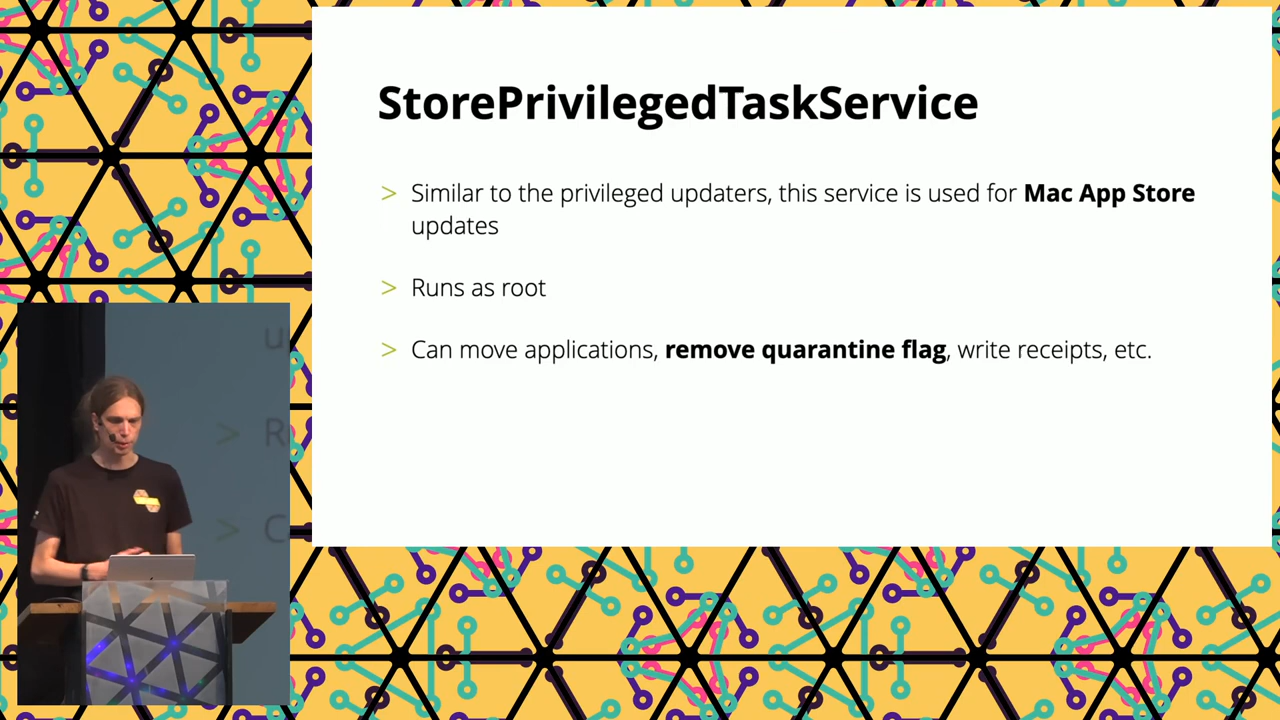 StorePrivilegedTaskService
> Similar to the privileged updaters, this service is used for Mac App Store
updates
> Runs as root
> Can move applications, remove quarantine flag, write receipts, etc.
u
> R
> C